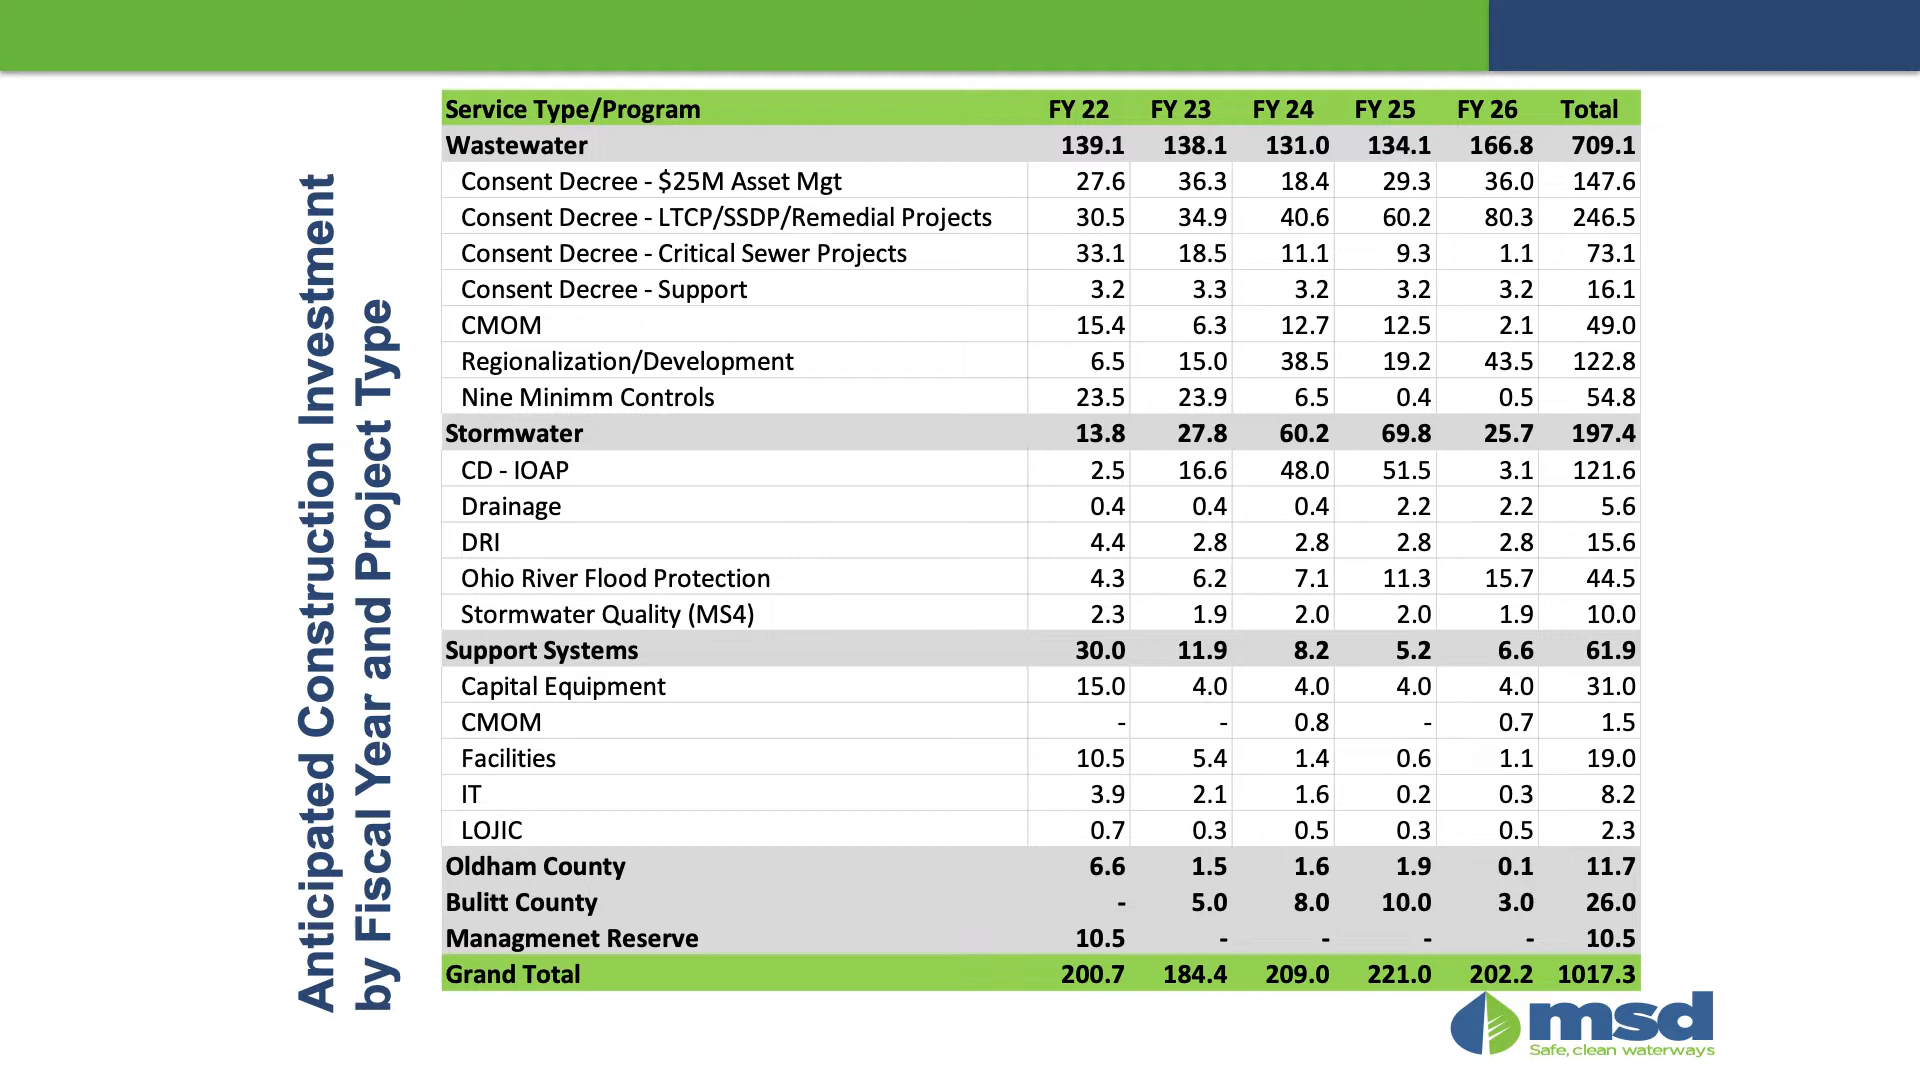 Anticipated Construction Investment
by Fiscal Year and Project Type
Service Type/Program FY 22 FY 23 FY 24 FY 25 FY 26 Total
Wastewater 139.1 138.1 131.0 134.1 166.8 709.1
Consent Decree - $25M Asset Mgt 27.6 36.3 18.4 29.3 36.0 147.6
Consent Decree - LTCP/SSDP/Remedial Projects 30.5 34.9 40.6 60.2 80.3 246.5
Consent Decree - Critical Sewer Projects 33.1 18.5 11.1 9.3 1.1 73.1
Consent Decree - Support 3.2 3.3 3.2 3.2 3.2 16.1
CMOM 15.4 6.3 12.7 12.5 2.1 49.0
Regionalization/Development 6.5 15.0 38.5 19.2 43.5 122.8
Nine Minimm Controls 23.5 23.9 6.5 0.4 0.5 54.8
Stormwater 13.8 27.8 60.2 69.8 25.7 197.4
CD - IOAP 2.5 16.6 48.0 51.5 3.1 121.6
Drainage 0.4 0.4 0.4 2.2 2.2 5.6
DRI 4.4 2.8 2.8 2.8 2.8 15.6
Ohio River Flood Protection 4.3 6.2 7.1 11.3 15.7 44.5
Stormwater Quality (MS4) 2.3 1.9 2.0 2.0 1.9 10.0
Support Systems 30.0 11.9 8.2 5.2 6.6 61.9
Capital Equipment 15.0 4.0 4.0 4.0 4.0 31.0
CMOM - - 0.8 - 0.7 1.5
Facilities 10.5 5.4 1.4 0.6 1.1 19.0
IT 3.9 2.1 1.6 0.2 0.3 8.2
LOJIC 0.7 0.3 0.5 0.3 0.5 2.3
Oldham County 6.6 1.5 1.6 1.9 0.1 11.7
Bulitt County - 5.0 8.0 10.0 3.0 26.0
Managmenet Reserve 10.5 - - - - 10.5
Grand Total 200.7 184.4 209.0 221.0 202.2 1017.3
msd
Safe, clean waterways